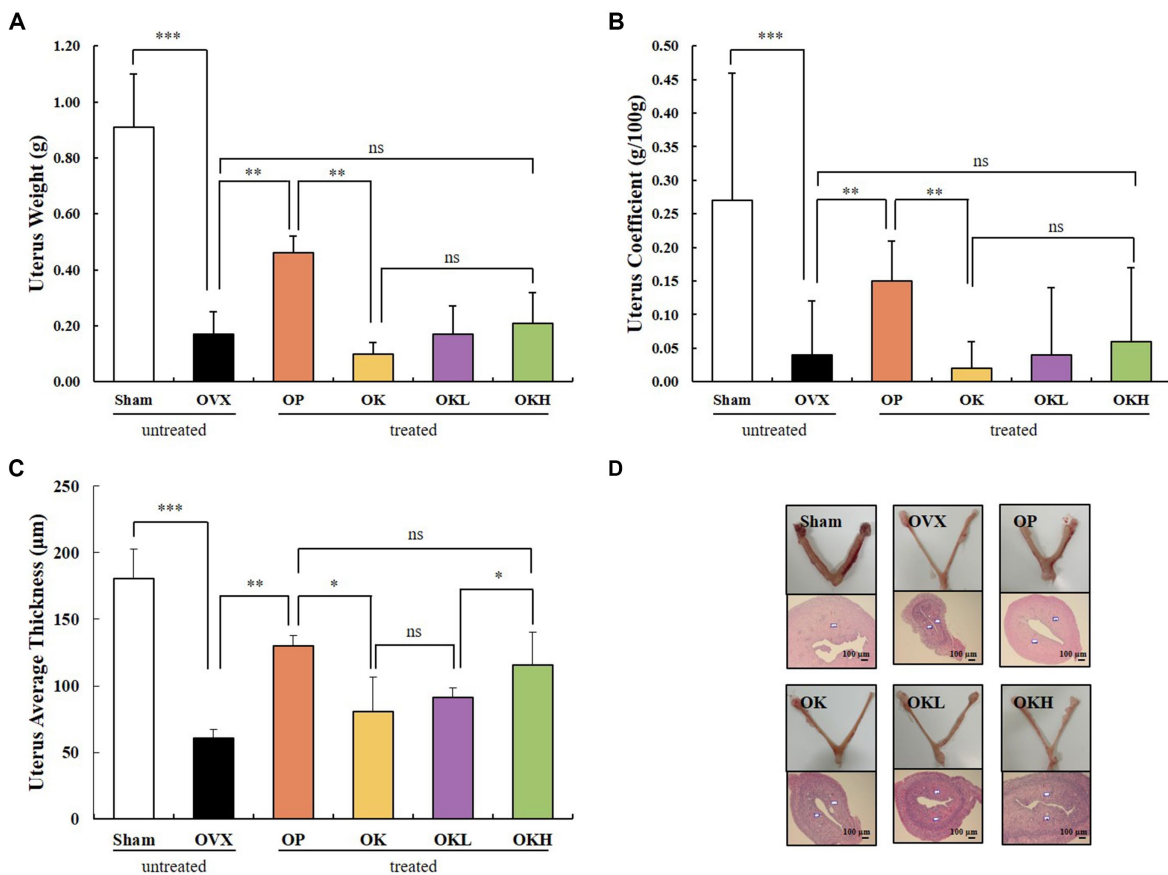 A
Uterus Weight (g)
1.20
1.00
0.80
0.60
0.40
0.20
0.00
***
ns
**
**
ns
Sham OVX OP OK OKL OKH
untreated treated
B
Uterus Coefficient (g/100g)
0.50
0.45
0.40
0.35
0.30
0.25
0.20
0.15
0.10
0.05
0.00
***
ns
**
**
ns
Sham OVX OP OK OKL OKH
untreated treated
C
Uterus Average Thickness (μm)
250
200
150
100
50
0
***
ns
**
*
*
ns
Sham OVX OP OK OKL OKH
untreated treated
D
Sham OVX OP
100 μm 100 μm 100 μm
OK OKL OKH
100 μm 100 μm 100 μm